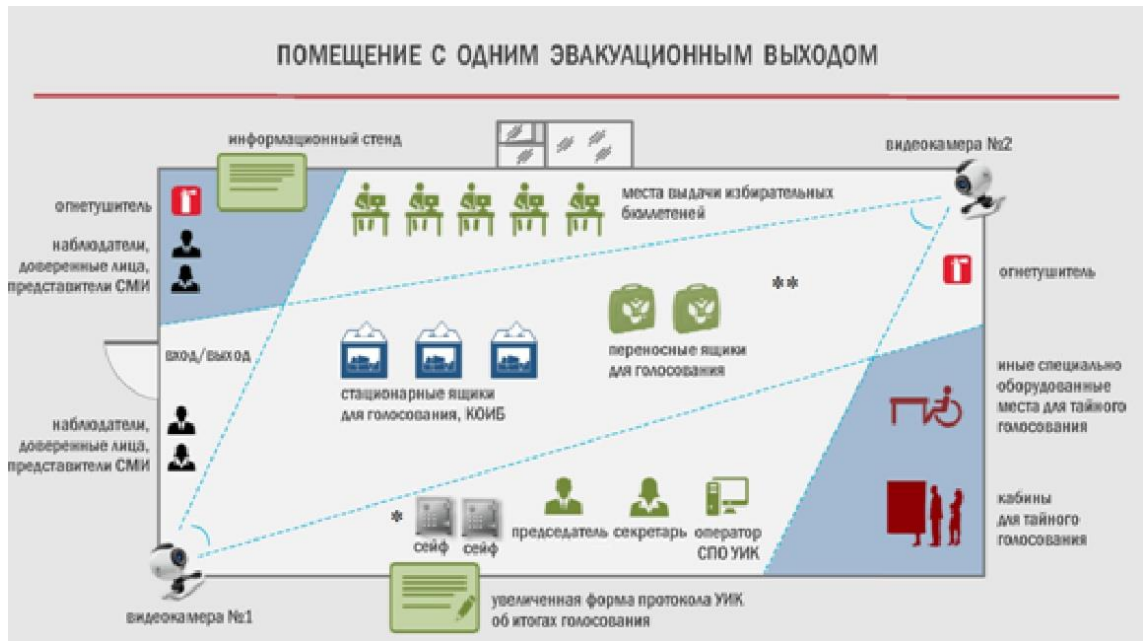 ПОМЕЩЕНИЕ С ОДНИМ ЭВАКУАЦИОННЫМ ВЫХОДОМ
информационный стенд
видеокамера №2
огнетушитель
места выдачи избирательных
бюллетеней
наблюдатели,
доверенные лица,
представители СМИ
огнетушитель
**
вход/выход
переносные ящики
для голосования
стационарные ящики
для голосования, КОИБ
иные специально
оборудованные
места для тайного
голосования
наблюдатели,
доверенные лица,
представители СМИ
*
сейф
сейф
председатель
секретарь
оператор
СПО УИК
кабины
для тайного
голосования
видеокамера №1
увеличенная форма протокола УИК
об итогах голосования